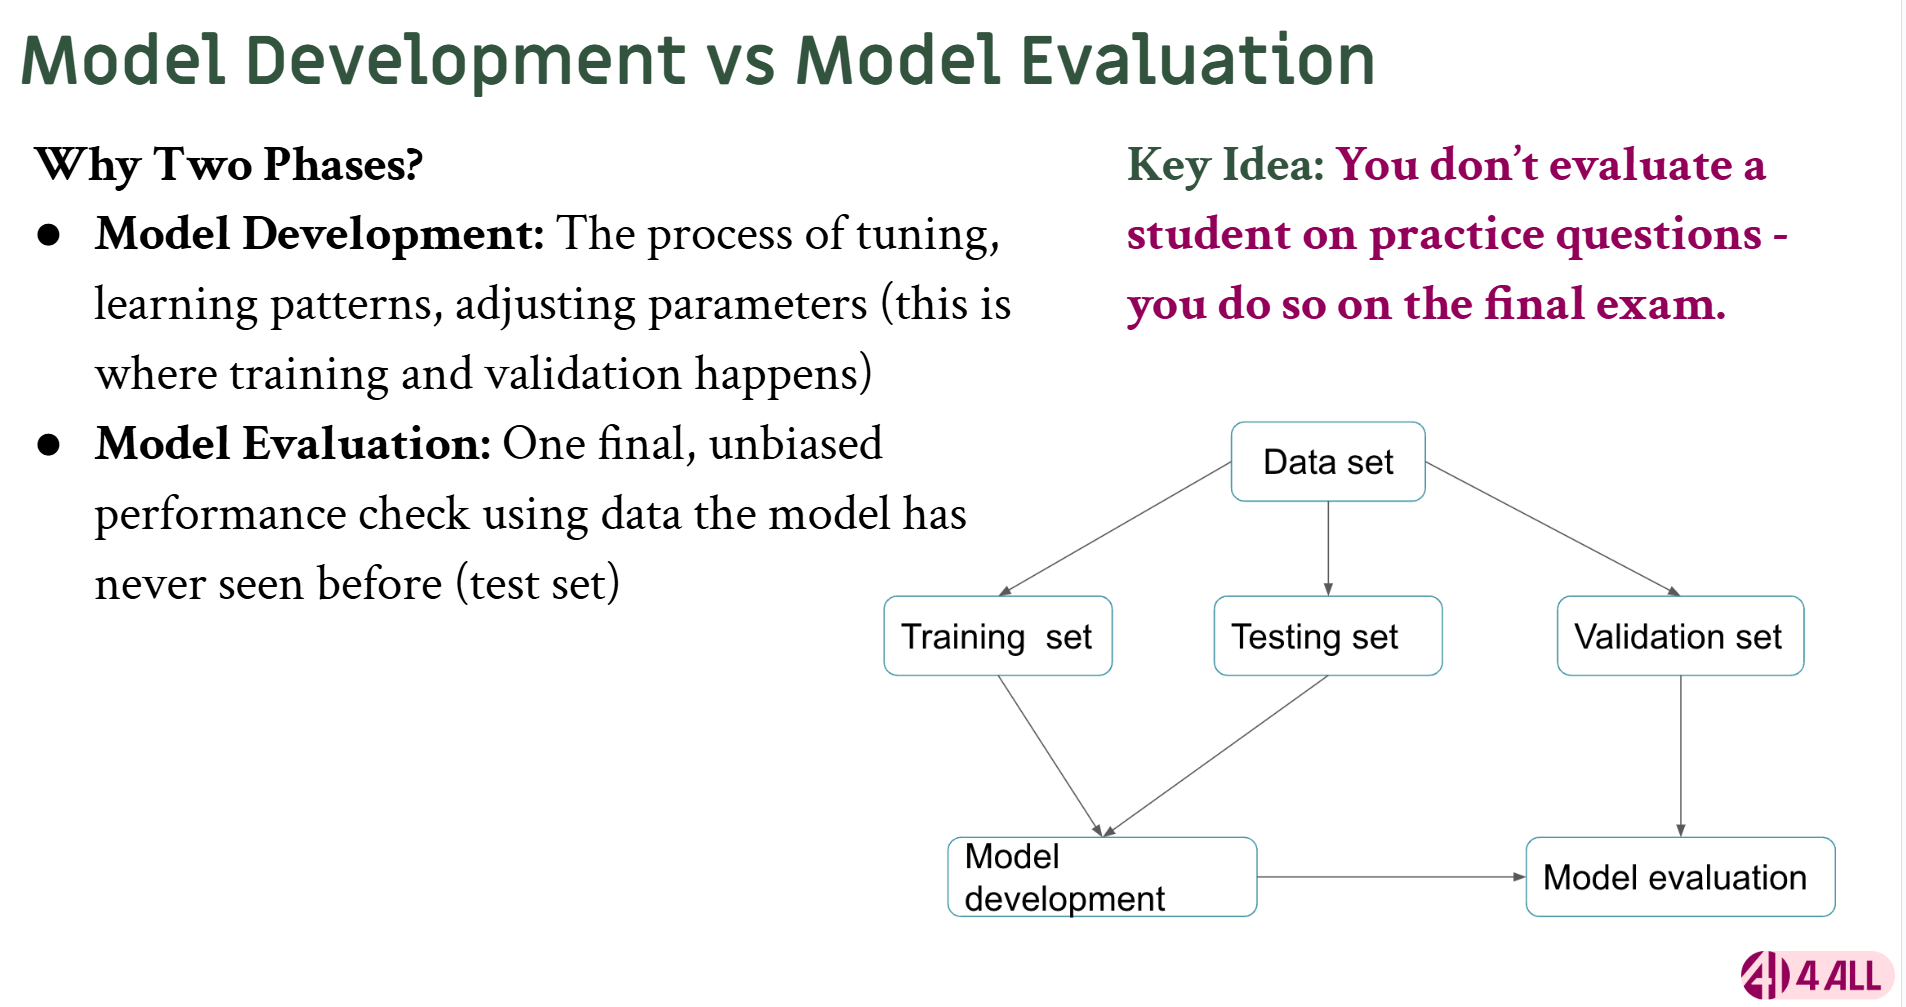 Model Development vs Model Evaluation
Why Two Phases?
● Model Development: The process of tuning,
learning patterns, adjusting parameters (this is
where training and validation happens)
● Model Evaluation: One final, unbiased
performance check using data the model has
never seen before (test set)
Key Idea: You don’t evaluate a
student on practice questions -
you do so on the final exam.
Data set
Training set
Testing set
Validation set
Model
development
Model evaluation
AI 4 ALL